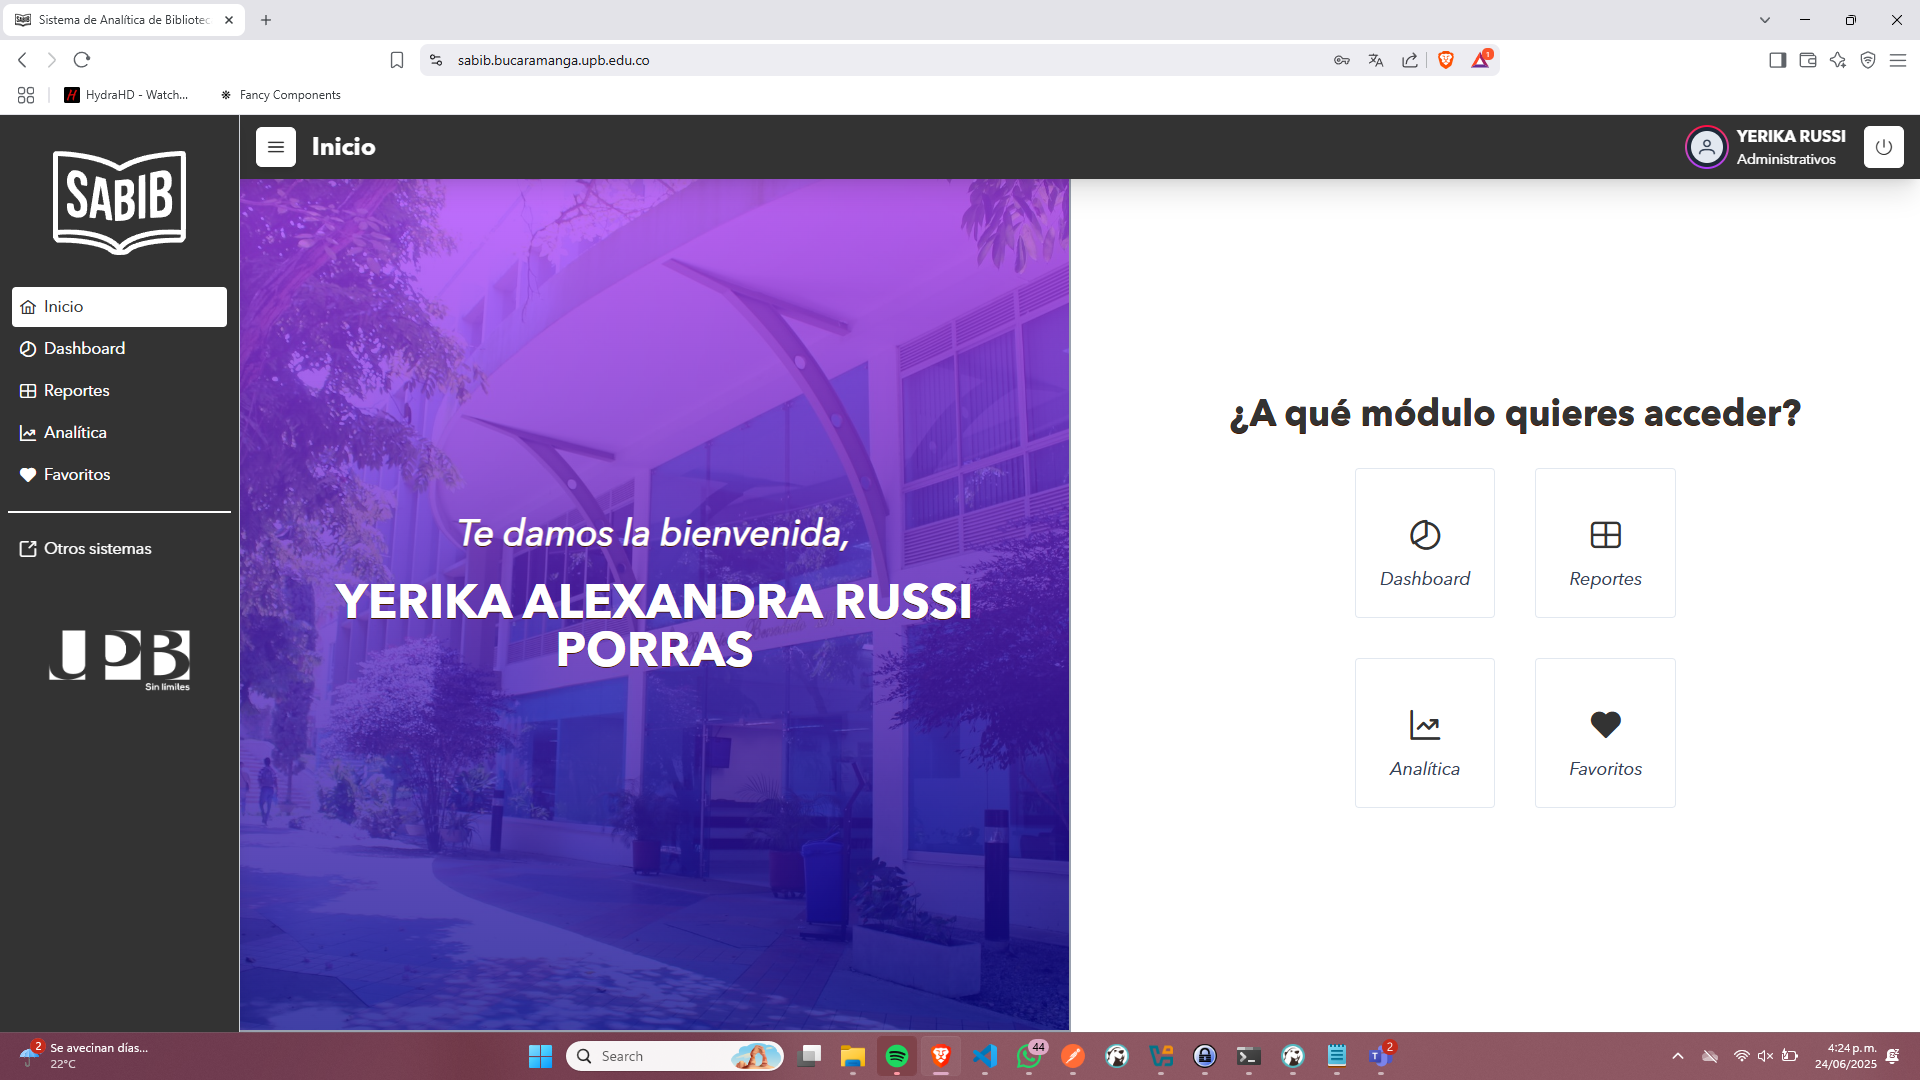 Sistema de Analítica de Bibliotec
sabib.bucaramanga.upb.edu.co
1
HydraHD - Watch...
Fancy Components
SABIB
Inicio
YERIKA RUSSI
Administrativos
Inicio
Dashboard
Reportes
Analítica
Favoritos
Otros sistemas
UPB
Sin límites
Te damos la bienvenida,
YERIKA ALEXANDRA RUSSI
PORRAS
¿A qué módulo quieres acceder?
Dashboard
Reportes
Analítica
Favoritos
2
Se avecinan días...
22°C
Search
44
2
4:24 p. m.
24/06/2025